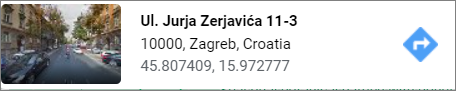 Ul. Jurja Zerjavića 11-3
10000, Zagreb, Croatia
45.807409, 15.972777